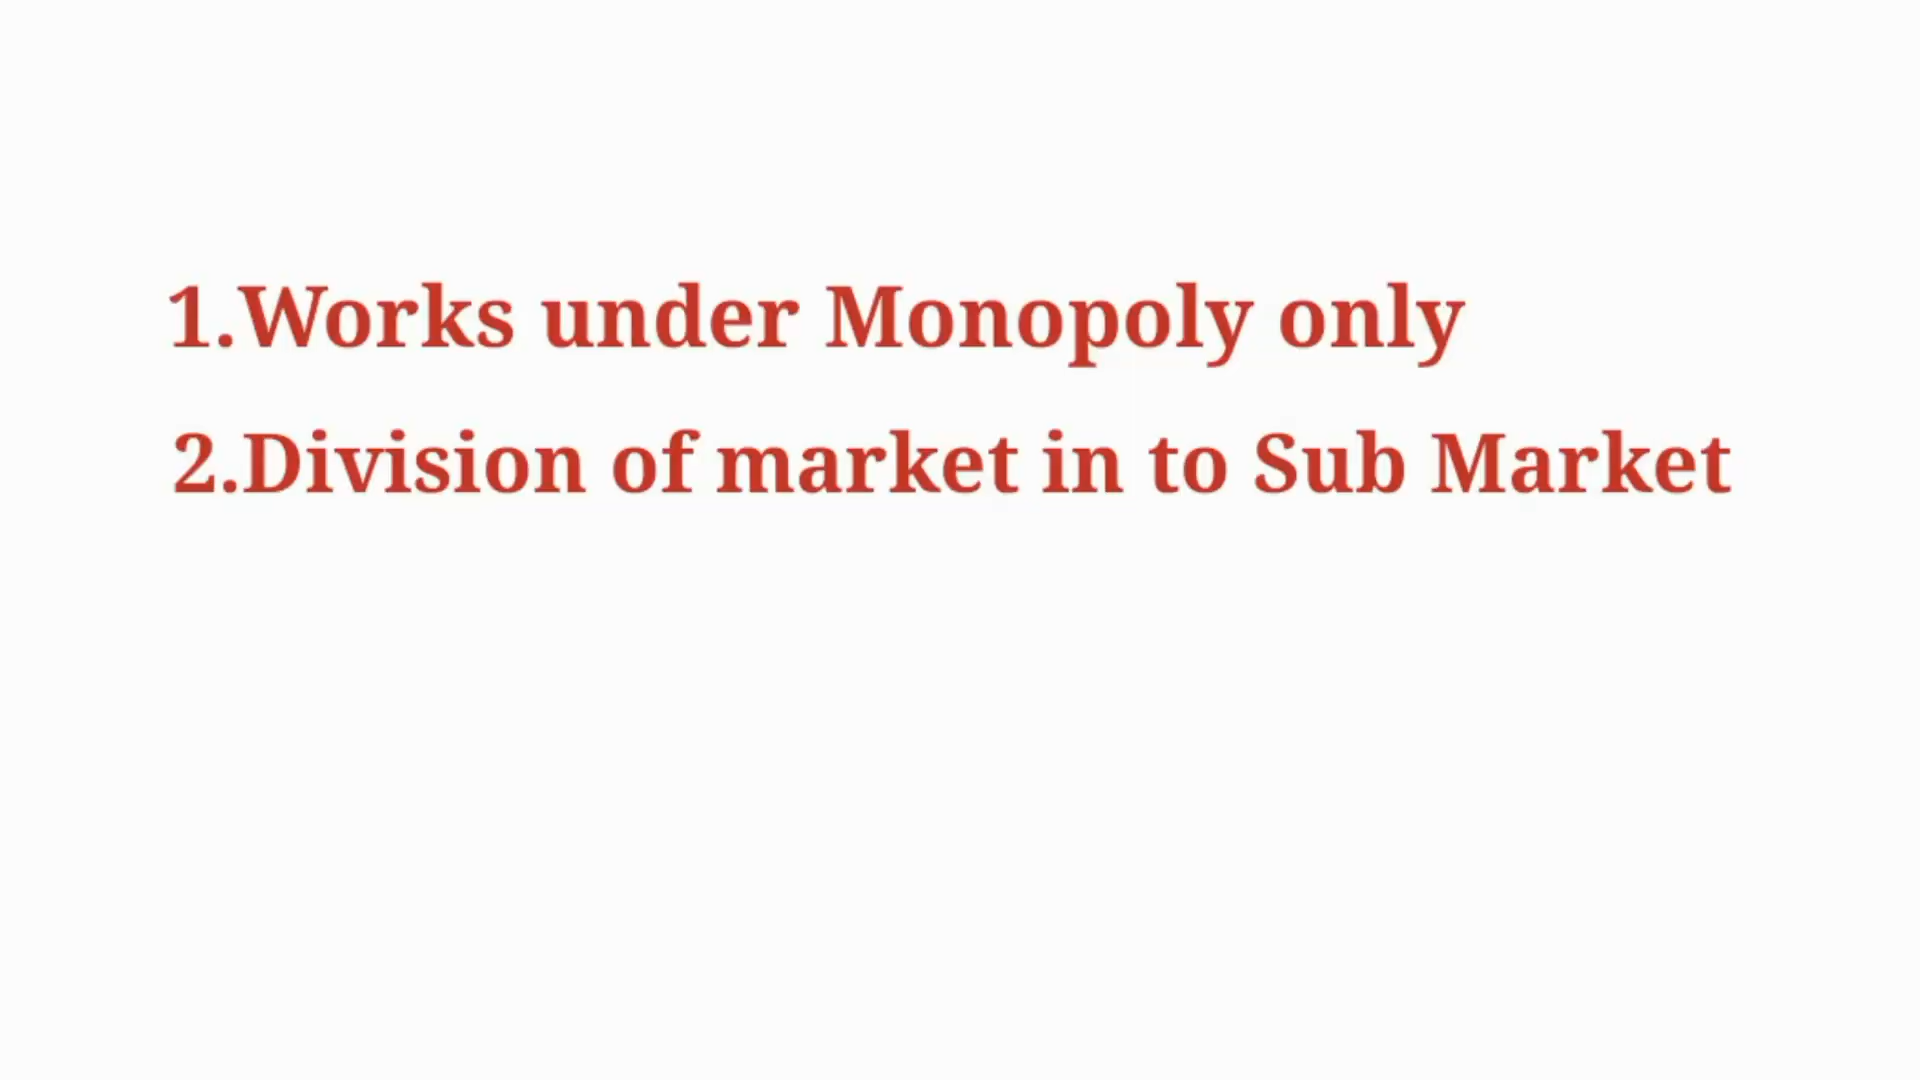 1.Works under Monopoly only
2.Division of market in to Sub Market